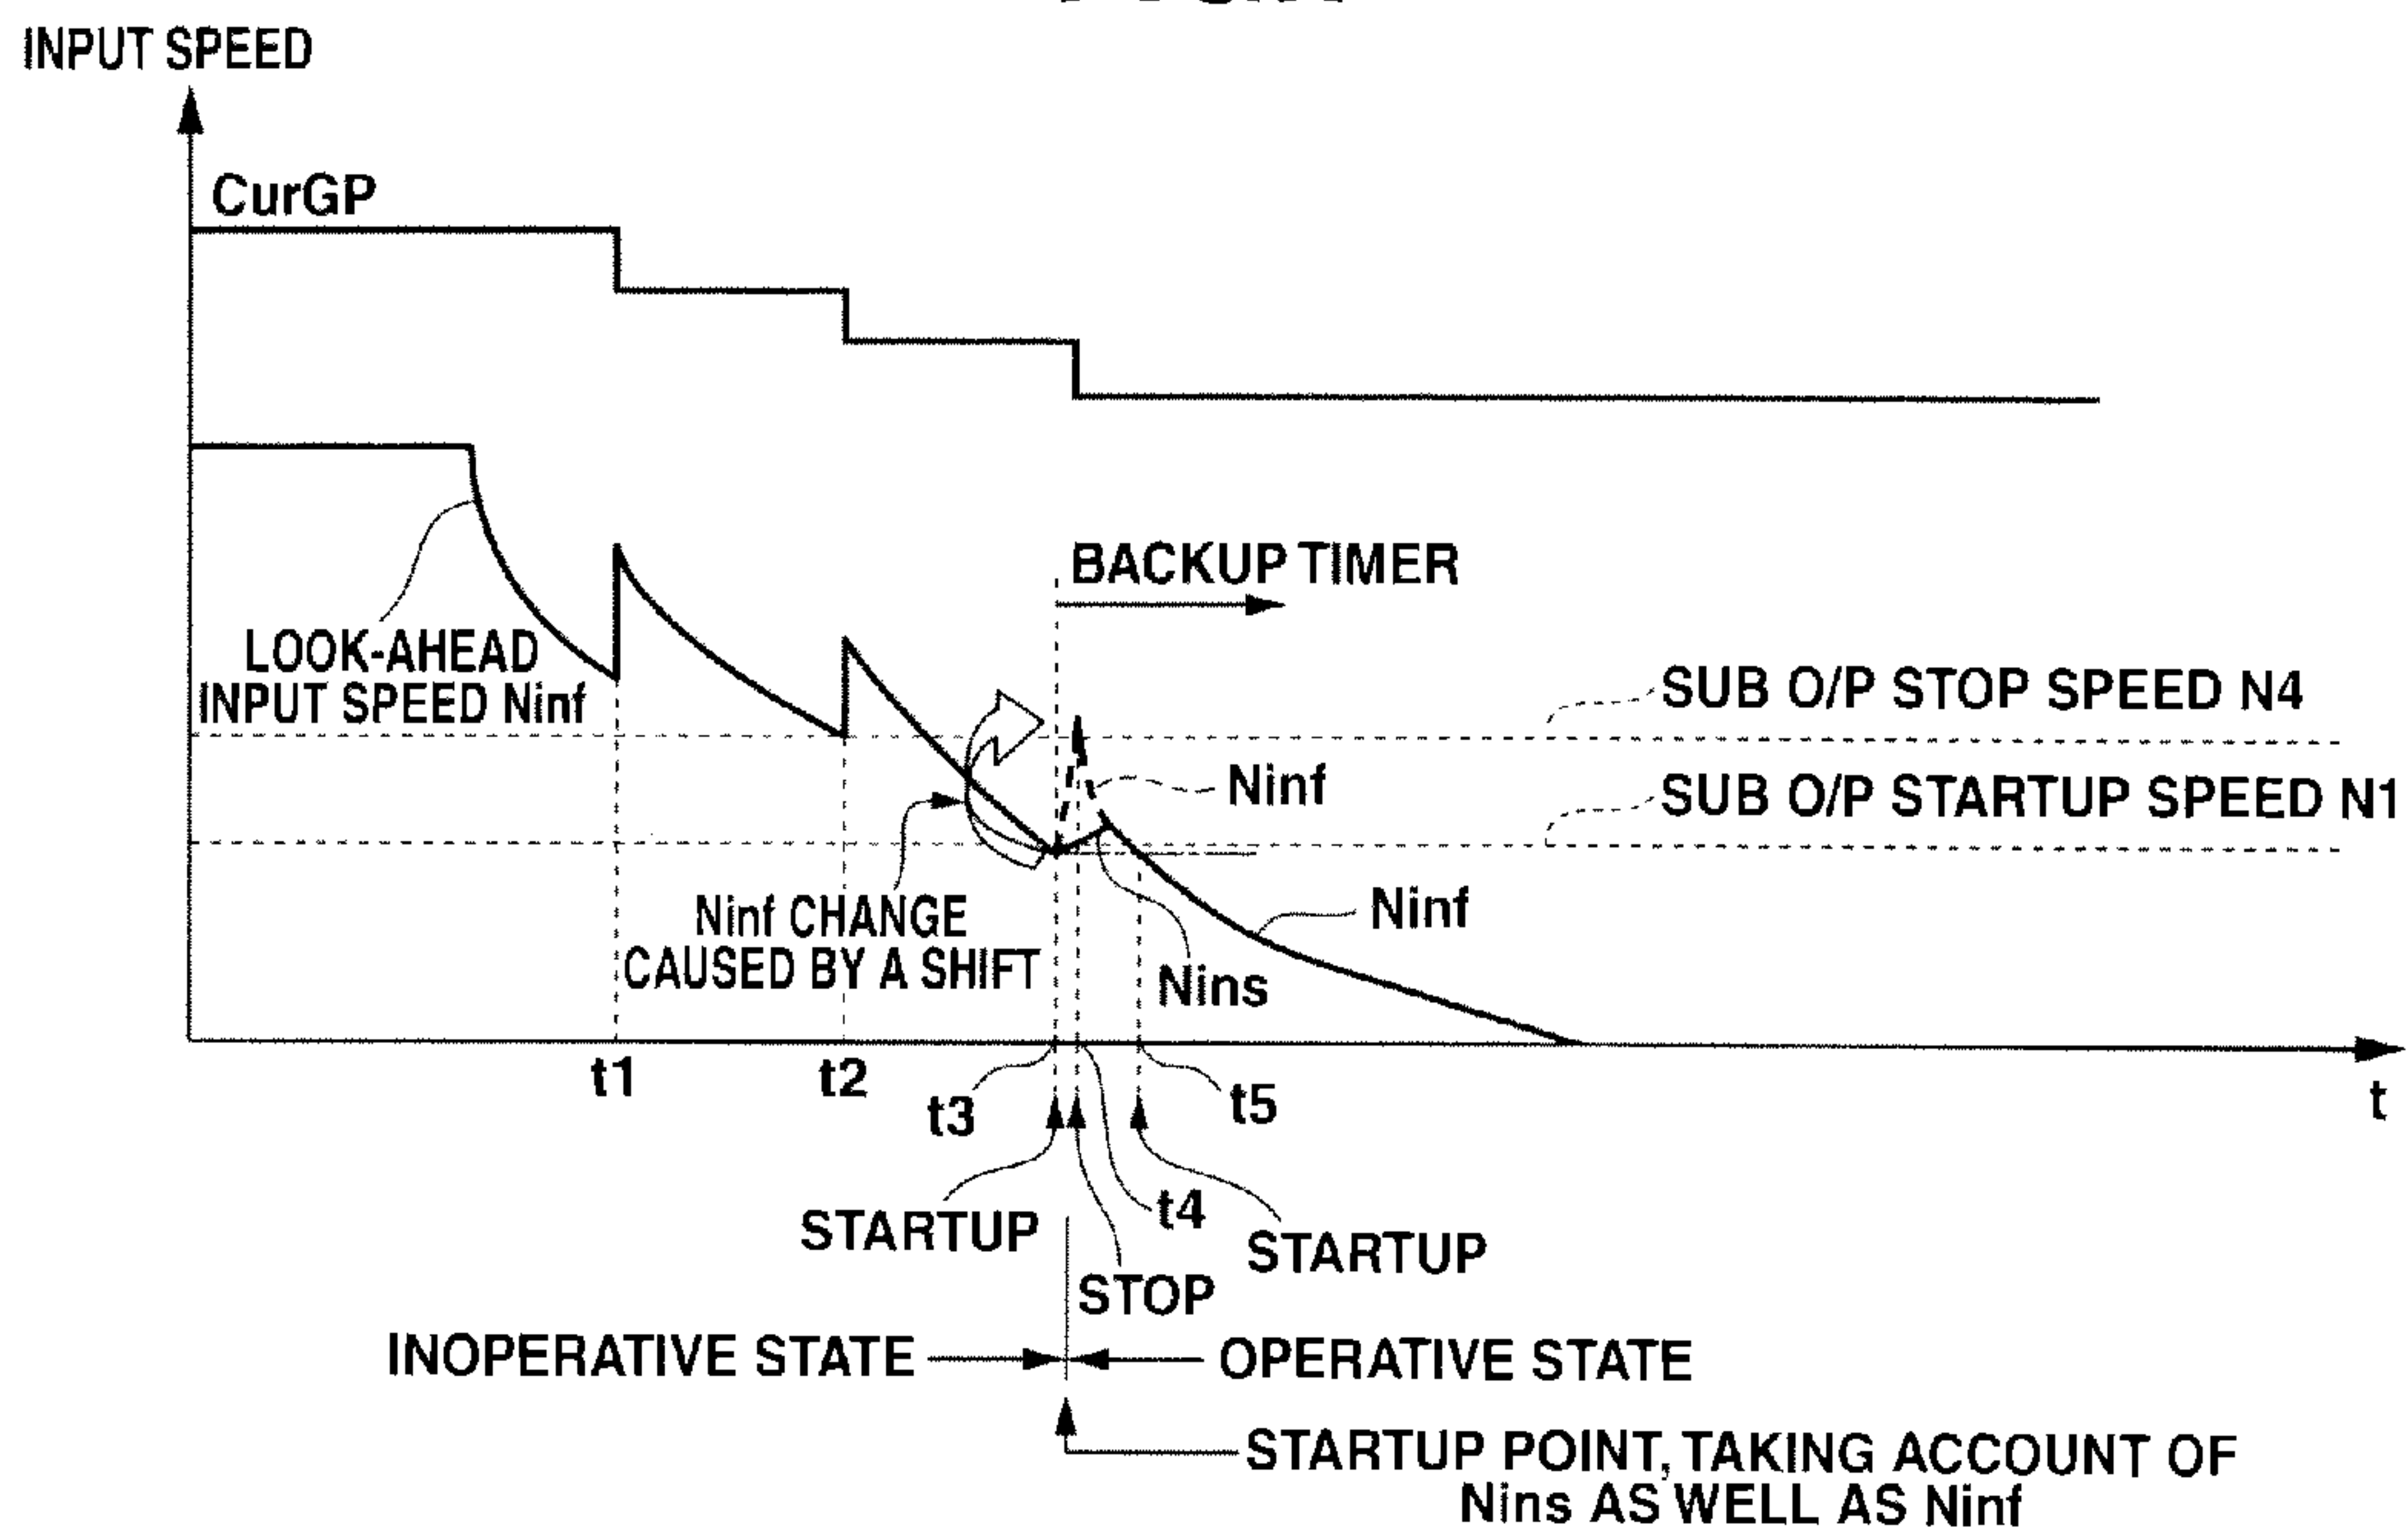 INPUT SPEED
CurGP
BACKUP TIMER
LOOK-AHEAD
INPUT SPEED Ninf
SUB O/P STOP SPEED N4
Ninf
SUB O/P STARTUP SPEED N1
Ninf CHANGE
CAUSED BY A SHIFT
Ninf
Nins
t1
t2
t3
t5
t
t4
STARTUP
STARTUP
STOP
INOPERATIVE STATE
OPERATIVE STATE
STARTUP POINT, TAKING ACCOUNT OF
Nins AS WELL AS Ninf